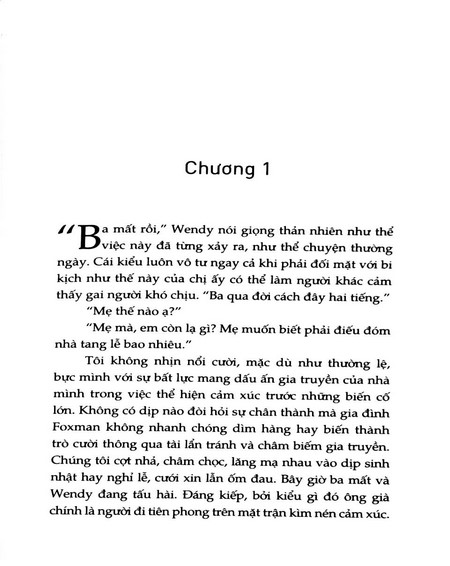 Chương 1
“Ba mất rồi,” Wendy nói giọng thản nhiên như thể
việc này đã từng xảy ra, như thể chuyện thường
ngày. Cái kiểu luôn vô tư ngay cả khi phải đối mặt với bi
kịch như thế này của chị ấy có thể làm người khác cảm
thấy gai người khó chịu. “Ba qua đời cách đây hai tiếng.”
“Mẹ thế nào ạ?”
“Mẹ mà, em còn lạ gì? Mẹ muốn biết phải điếu đóm
nhà tang lễ bao nhiêu.”
Tôi không nhịn nổi cười, mặc dù như thường lệ,
bực mình với sự bất lực mang dấu ấn gia truyền của nhà
mình trong việc thể hiện cảm xúc trước những biến cố
lớn. Không có dịp nào đòi hỏi sự chân thành mà gia đình
Foxman không nhanh chóng dìm hàng hay biến thành
trò cười thông qua tài lẩn tránh và châm biếm gia truyền.
Chúng tôi cợt nhả, châm chọc, lăng mạ nhau vào dịp sinh
nhật hay nghỉ lễ, cưới xin lẫn ốm đau. Bây giờ ba mất và
Wendy đang tấu hài. Đáng kiếp, bởi kiểu gì đó ông già
chính là người đi tiên phong trên mặt trận kìm nén cảm xúc.